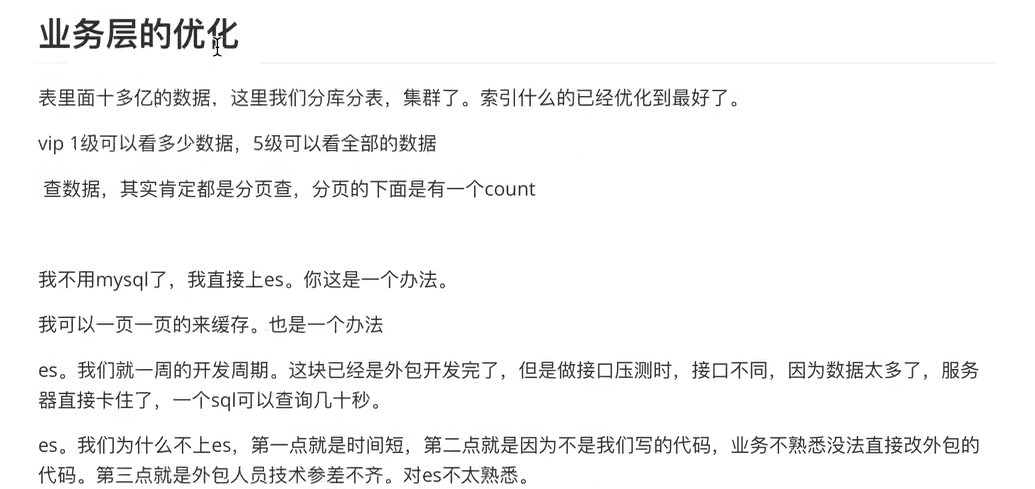 业务层的优化
表里面十多亿的数据，这里我们分库分表，集群了。索引什么的已经优化到最好了。
vip 1级可以看多少数据，5级可以看全部的数据
查数据，其实肯定都是分页查，分页的下面是有一个count
我不用mysql了，我直接上es。你这是一个办法。
我可以一页一页的来缓存。也是一个办法
es。我们就一周的开发周期。这块已经是外包开发完了，但是做接口压测时，接口不同，因为数据太多了，服务
器直接卡住了，一个sql可以查询几十秒。
es。我们为什么不上es，第一点就是时间短，第二点就是因为不是我们写的代码，业务不熟悉没法直接改外包的
代码。第三点就是外包人员技术参差不齐。对es不太熟悉。